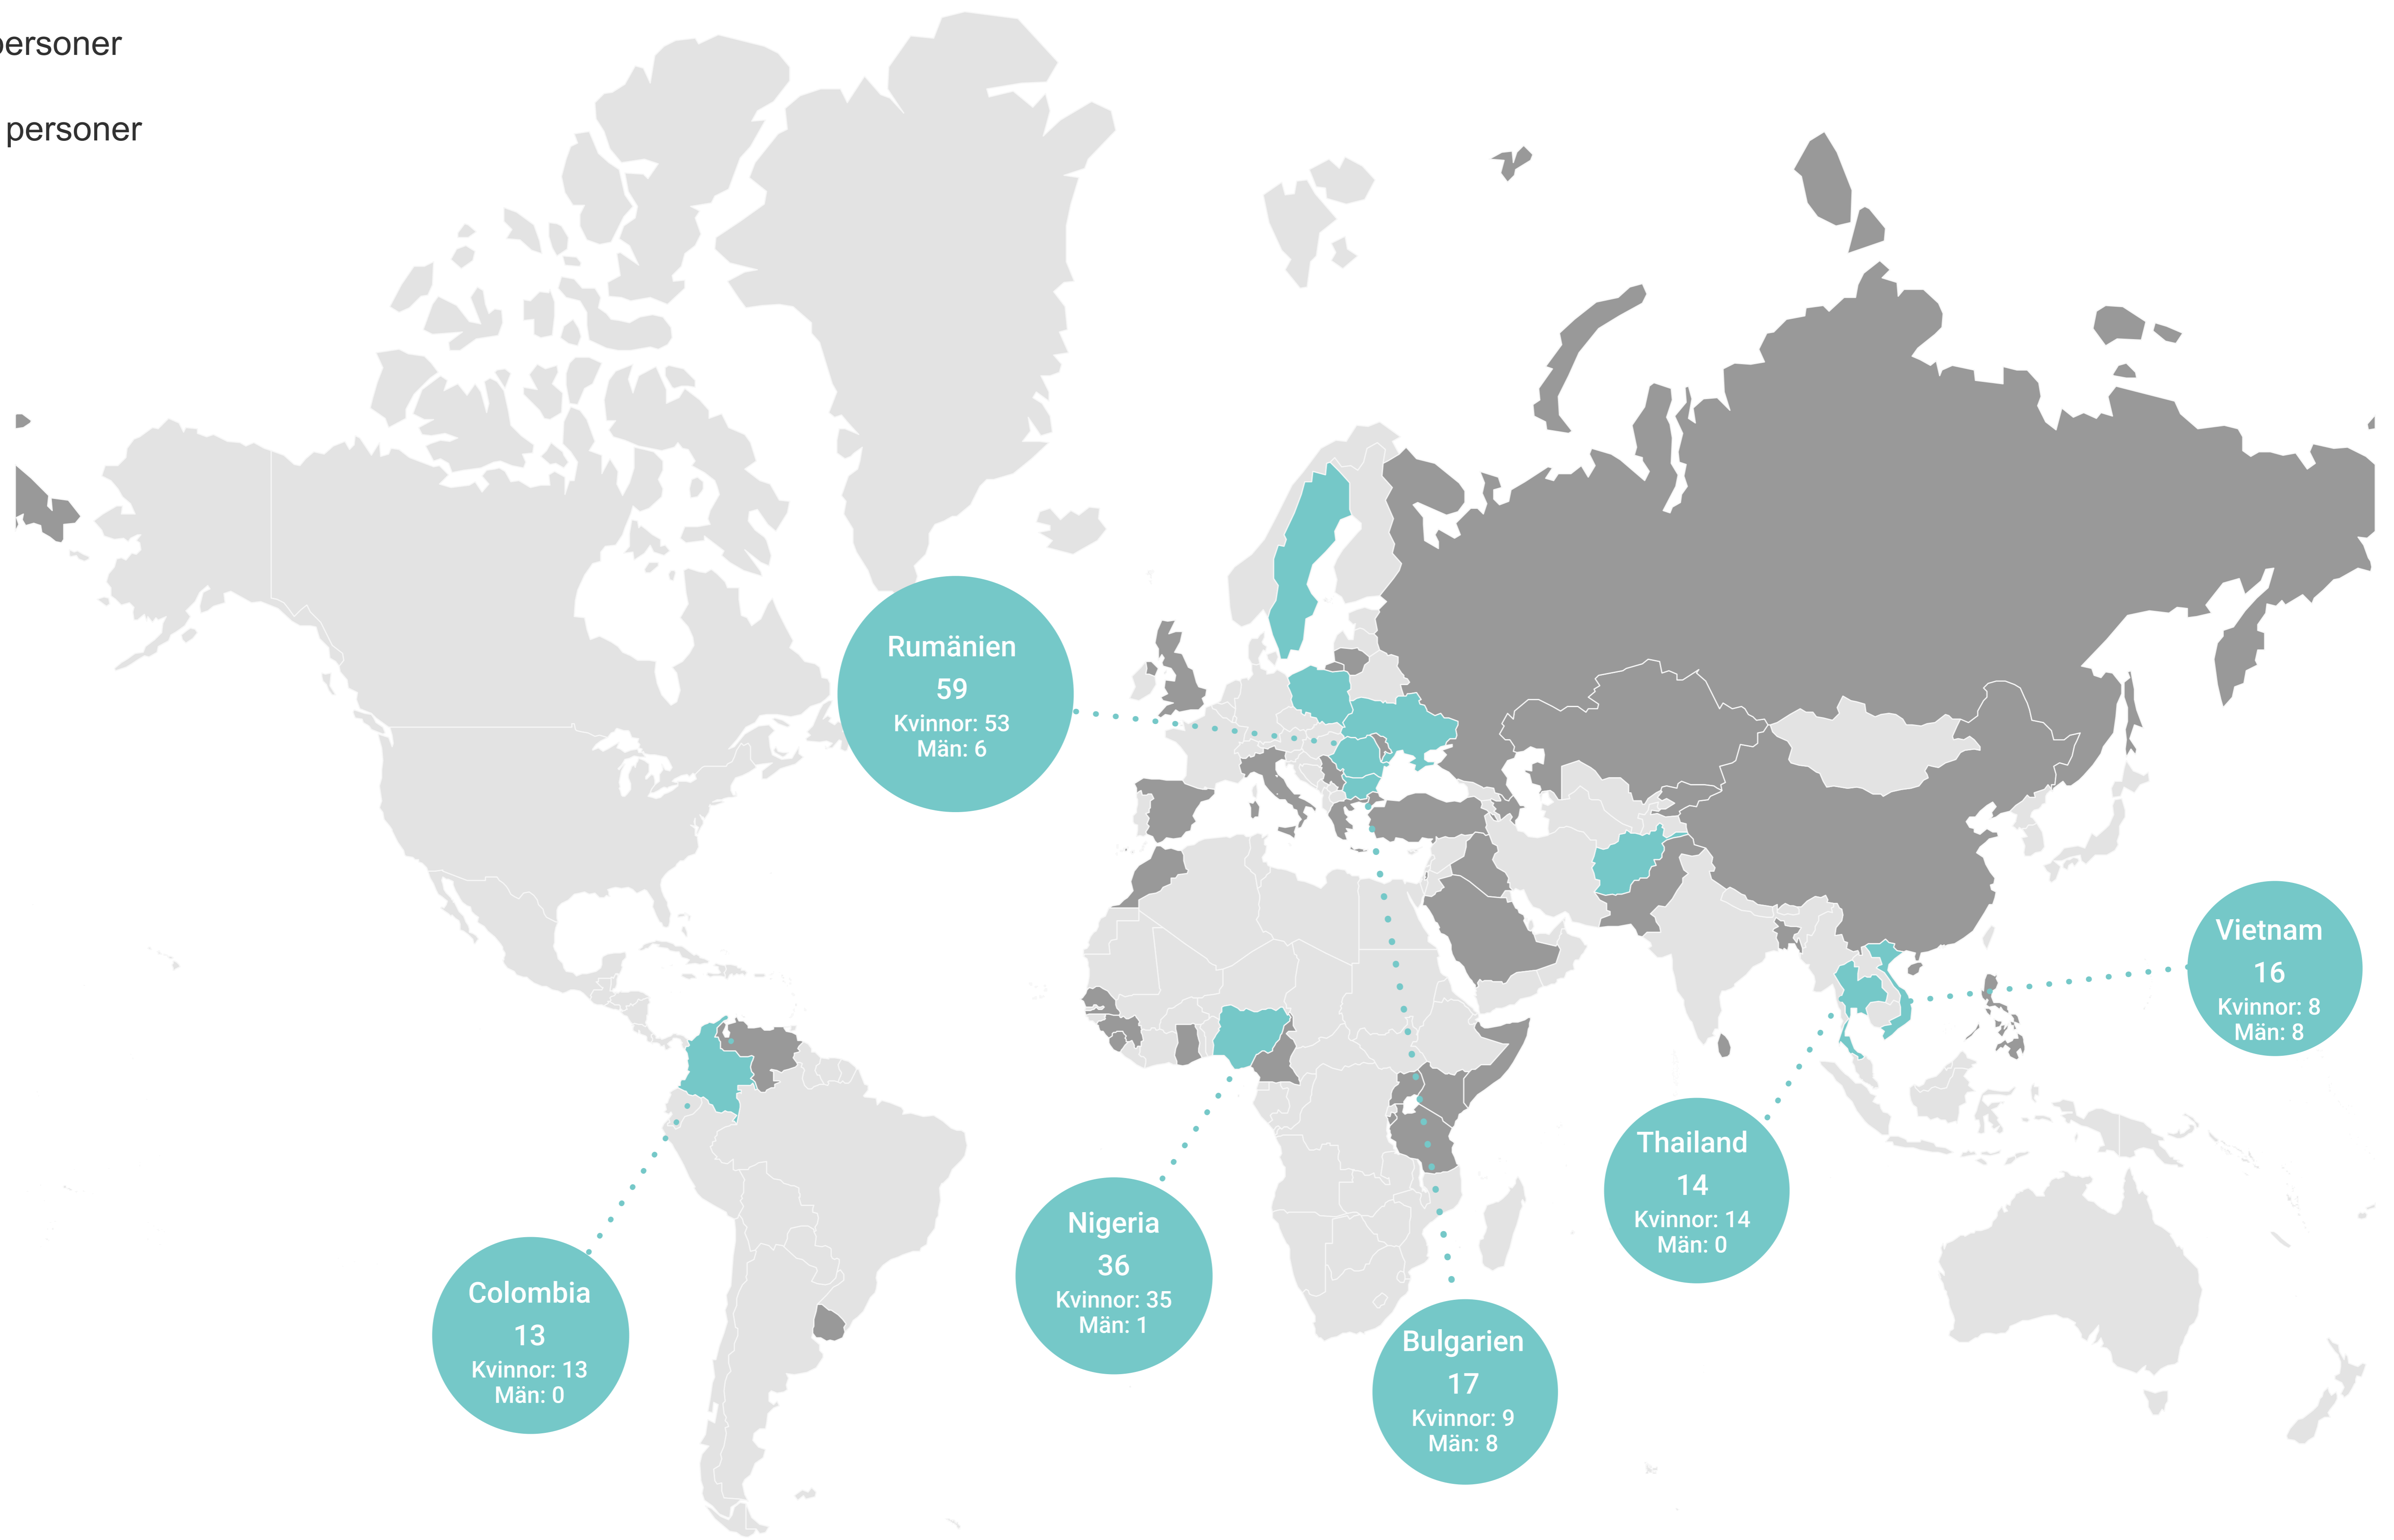 personer
personer
Rumänien
59
Kvinnor: 53
Män: 6
Vietnam
16
Kvinnor: 8
Män: 8
Thailand
14
Kvinnor: 14
Män: 0
Nigeria
36
Kvinnor: 35
Män: 1
Colombia
13
Kvinnor: 13
Män: 0
Bulgarien
17
Kvinnor: 9
Män: 8